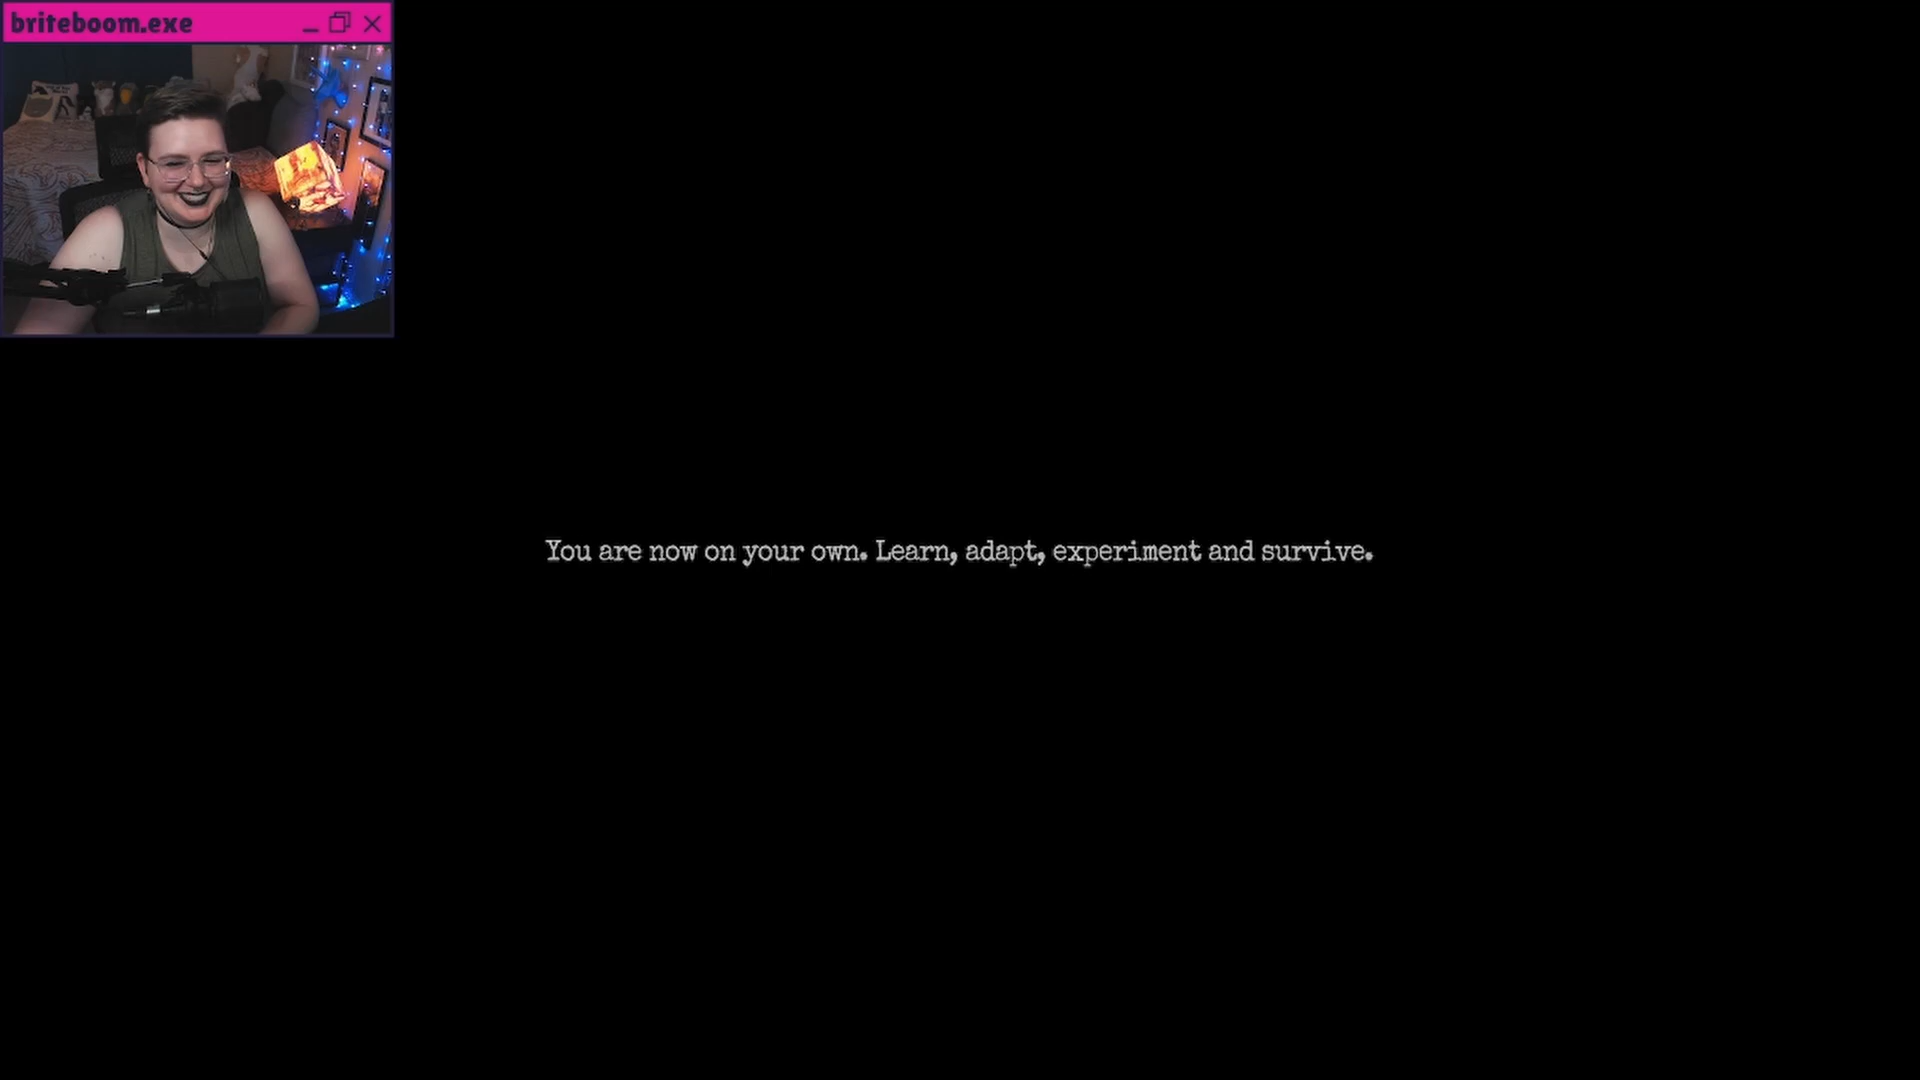 briteboom.exe
You are now on your own. Learn, adapt, experiment and survive.